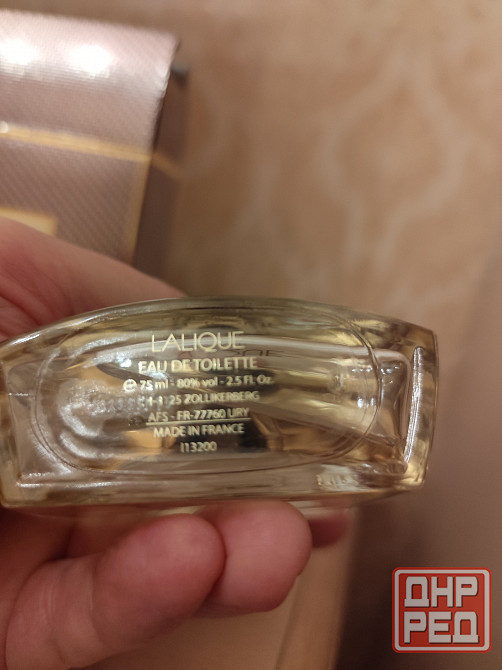 LALIQUE
EAU DE TOILETTE
℮ 75 ml - 80% vol - 2.5 Fl. Oz.
ZOLLIKERBERG
AFS - FR-77760 URY
MADE IN FRANCE
I13200
ДНР
РЕД